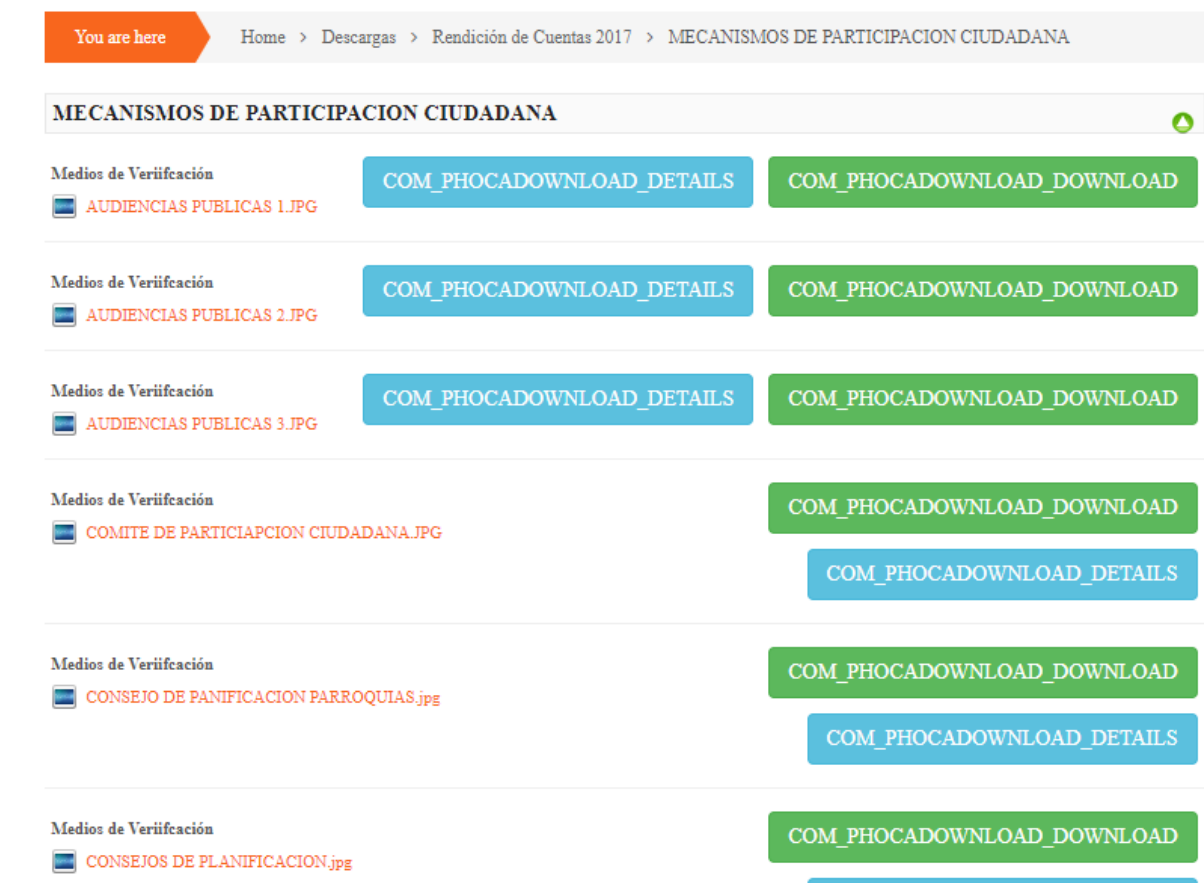 You are here Home > Descargas > Rendición de Cuentas 2017 > MECANISMOS DE PARTICIPACION CIUDADANA
MECANISMOS DE PARTICIPACION CIUDADANA
Medios de Veriifcación
AUDIENCIAS PUBLICAS 1.JPG
COM_PHOCADOWNLOAD_DETAILS
COM_PHOCADOWNLOAD_DOWNLOAD
Medios de Veriifcación
AUDIENCIAS PUBLICAS 2.JPG
COM_PHOCADOWNLOAD_DETAILS
COM_PHOCADOWNLOAD_DOWNLOAD
Medios de Veriifcación
AUDIENCIAS PUBLICAS 3.JPG
COM_PHOCADOWNLOAD_DETAILS
COM_PHOCADOWNLOAD_DOWNLOAD
Medios de Veriifcación
COMITE DE PARTICIAPCION CIUDADANA.JPG
COM_PHOCADOWNLOAD_DOWNLOAD
COM_PHOCADOWNLOAD_DETAILS
Medios de Veriifcación
CONSEJO DE PANIFICACION PARROQUIAS.jpg
COM_PHOCADOWNLOAD_DOWNLOAD
COM_PHOCADOWNLOAD_DETAILS
Medios de Veriifcación
CONSEJOS DE PLANIFICACION.jpg
COM_PHOCADOWNLOAD_DOWNLOAD